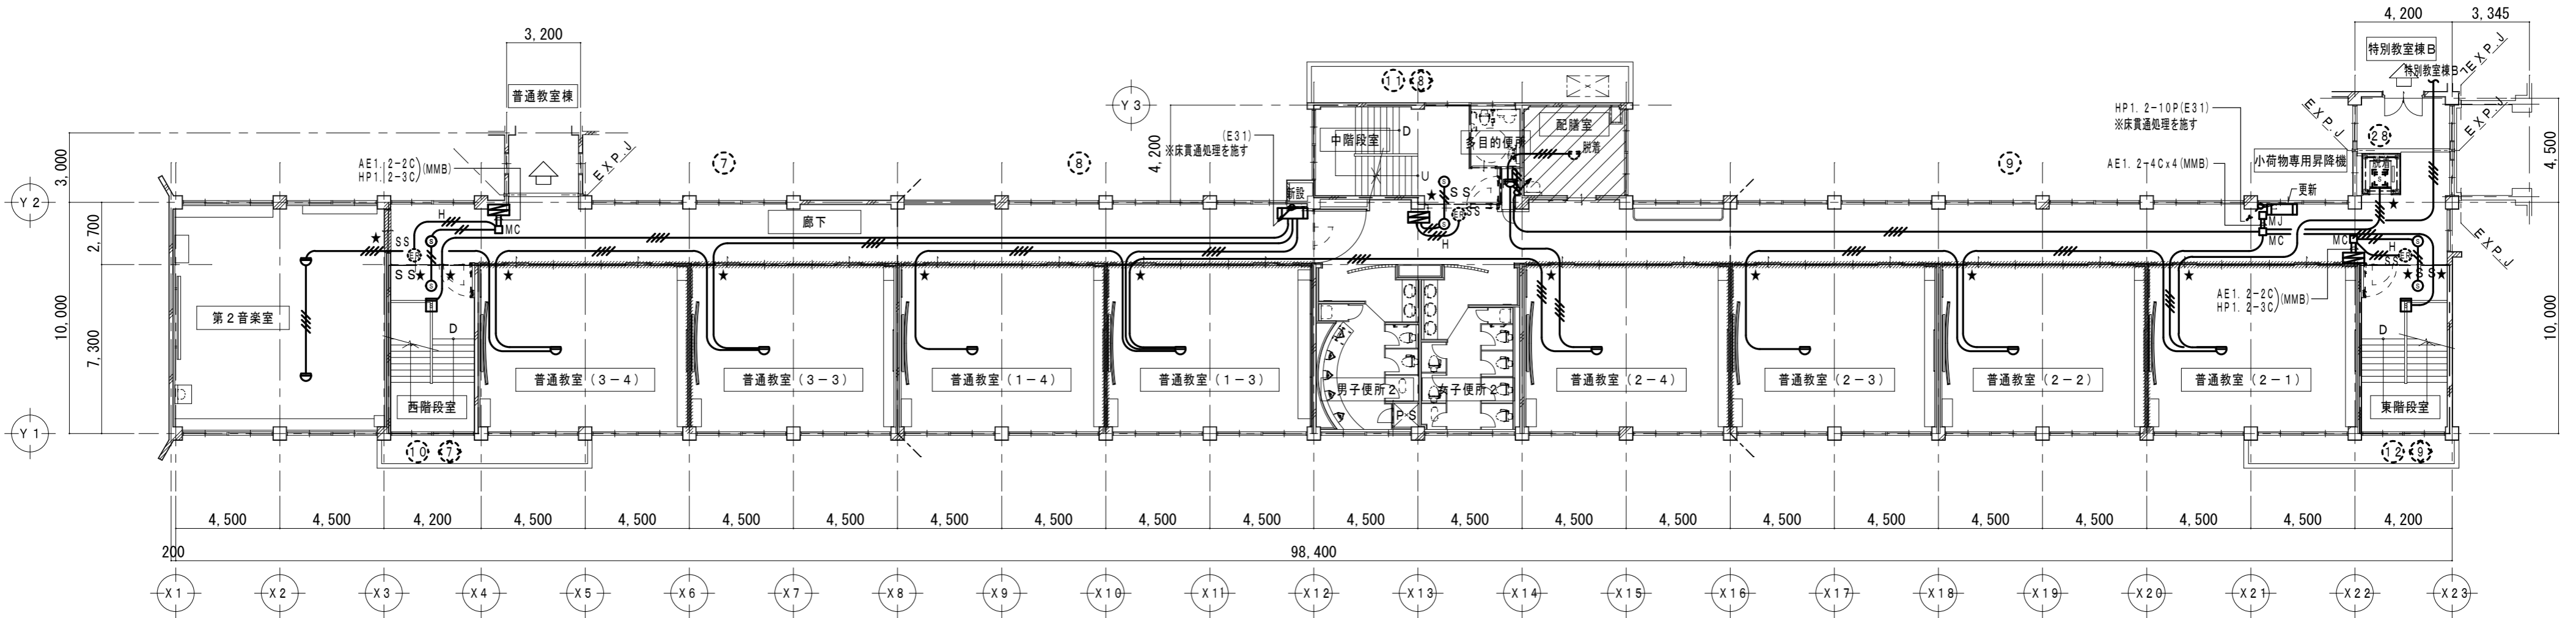 4,200
3,345
3,200
特別教室棟B
特別教室棟B
EXP.J
普通教室棟
Y3
11
8
HP1.2-10P(E31)
※床貫通処理を施す
EXP.J
EXP.J
28
4,500
3,000
AE1.2-2C
HP1.2-3C
(MMB)
EXP.J
7
8
(E31)
※床貫通処理を施す
4,200
中階段室
D
U
多目的便所
配膳室
脱着
9
AE1.2-4Cx4(MMB)
小荷物専用昇降機
脱着
更新
Y2
H
MC
廊下
新設
SS
SS
H
MJ
MC
MC
H
EXP.J
2,700
10,000
7,300
SS
SS
SS
SS
第2音楽室
D
AE1.2-2C
HP1.2-3C
(MMB)
D
10,000
普通教室(3-4)
普通教室(3-3)
普通教室(1-4)
普通教室(1-3)
男子便所2
女子便所2
普通教室(2-4)
普通教室(2-3)
普通教室(2-2)
普通教室(2-1)
西階段室
PS
東階段室
Y1
10
7
12
9
4,500 4,500 4,200 4,500 4,500 4,500 4,500 4,500 4,500 4,500 4,500 4,500 4,500 4,500 4,500 4,500 4,500 4,500 4,500 4,500 4,500 4,200
200
98,400
X1 X2 X3 X4 X5 X6 X7 X8 X9 X10 X11 X12 X13 X14 X15 X16 X17 X18 X19 X20 X21 X22 X23